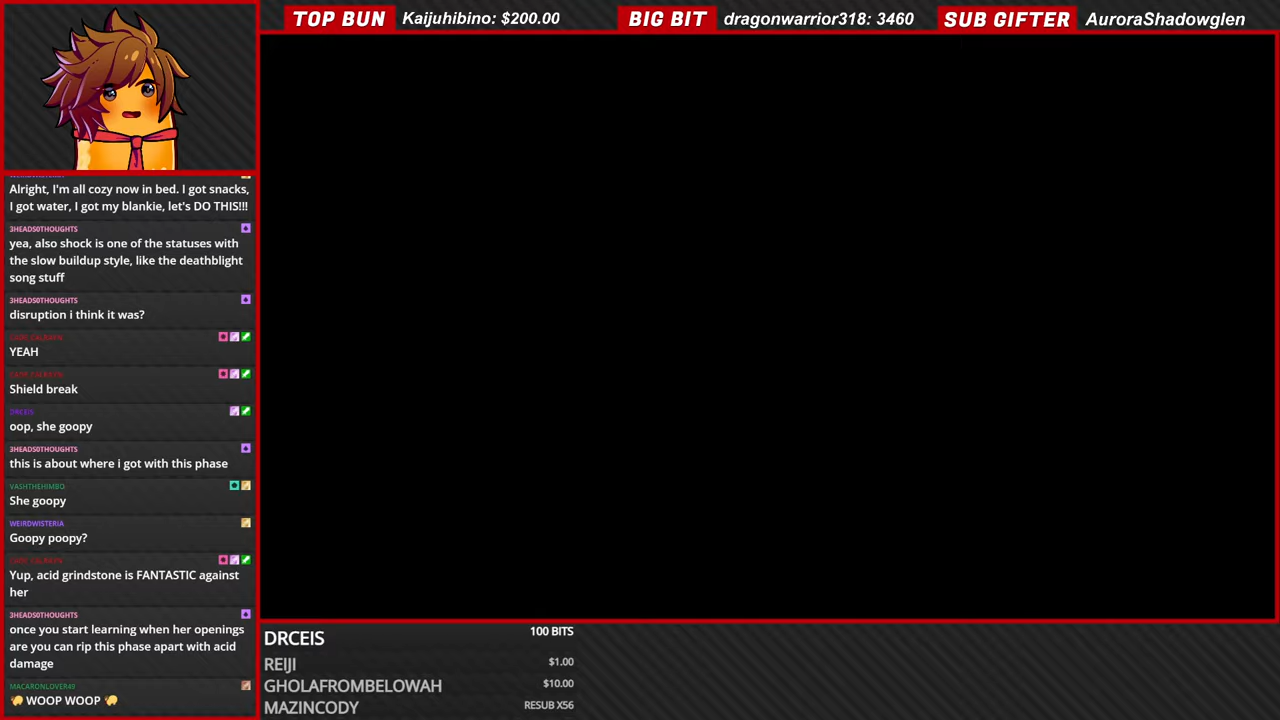 TOP BUN Kaijuhibino: $200.00 BIG BIT dragonwarrior318: 3460 SUB GIFTER AuroraShadowglen
Alright, I'm all cozy now in bed. I got snacks,
I got water, I got my blankie, let's DO THIS!!!
3HEADS0THOUGHTS
yea, also shock is one of the statuses with
the slow buildup style, like the deathblight
song stuff
3HEADS0THOUGHTS
disruption i think it was?
YEAH
Shield break
DRCEIS
oop, she goopy
3HEADS0THOUGHTS
this is about where i got with this phase
VASHTHEHIMBO
She goopy
WEIRDWISTERIA
Goopy poopy?
Yup, acid grindstone is FANTASTIC against
her
3HEADS0THOUGHTS
once you start learning when her openings
are you can rip this phase apart with acid
damage
MACARONLOVER49
WOOP WOOP
DRCEIS 100 BITS
REIJI $1.00
GHOLAFROMBELOWAH $10.00
MAZINCODY RESUB X56